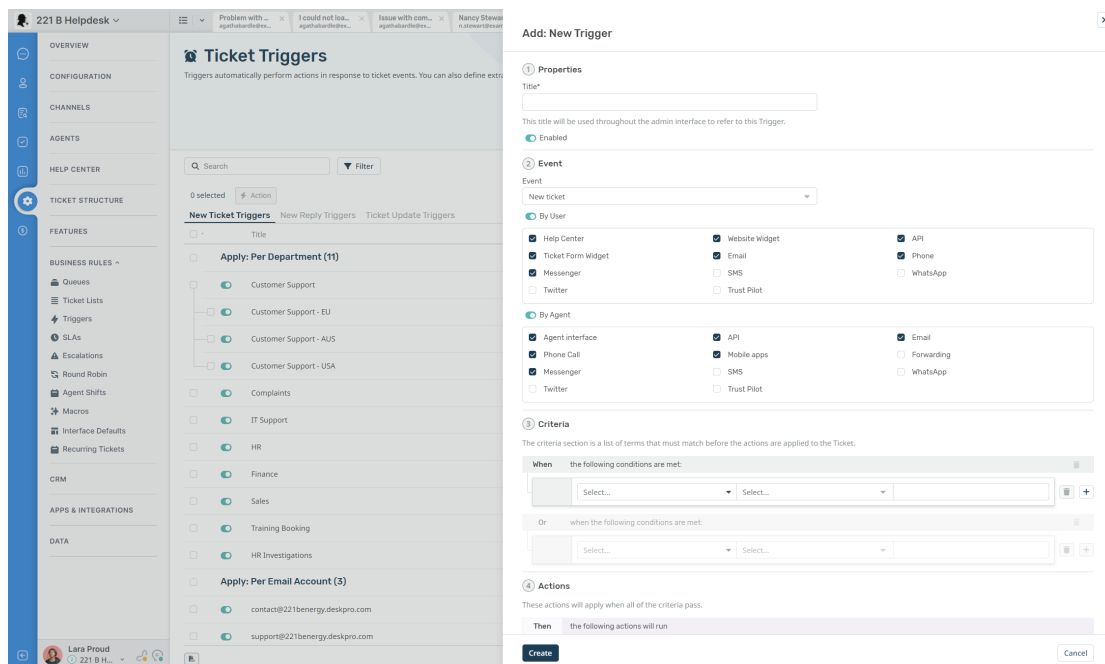 221 B Helpdesk
Problem with ...
agathabardle@ex...
I could not loa...
agathabardle@ex...
Issue with com...
agathabardle@ex...
Nancy Stewar
n.stewart@exam
OVERVIEW
CONFIGURATION
CHANNELS
AGENTS
HELP CENTER
TICKET STRUCTURE
FEATURES
BUSINESS RULES
Queues
Ticket Lists
Triggers
SLAs
Escalations
Round Robin
Agent Shifts
Macros
Interface Defaults
Recurring Tickets
CRM
APPS & INTEGRATIONS
DATA
Lara Proud
221 B H...
Ticket Triggers
Triggers automatically perform actions in response to ticket events. You can also define extra
Search
Filter
0 selected
Action
New Ticket Triggers New Reply Triggers Ticket Update Triggers
Title
Apply: Per Department (11)
Customer Support
Customer Support - EU
Customer Support - AUS
Customer Support - USA
Complaints
IT Support
HR
Finance
Sales
Training Booking
HR Investigations
Apply: Per Email Account (3)
contact@221benergy.deskpro.com
support@221benergy.deskpro.com
Add: New Trigger
1 Properties
Title*
This title will be used throughout the admin interface to refer to this Trigger.
Enabled
2 Event
Event
New ticket
By User
Help Center Website Widget API
Ticket Form Widget Email Phone
Messenger SMS WhatsApp
Twitter Trust Pilot
By Agent
Agent interface API Email
Phone Call Mobile apps Forwarding
Messenger SMS WhatsApp
Twitter Trust Pilot
3 Criteria
The criteria section is a list of terms that must match before the actions are applied to the Ticket.
When the following conditions are met:
Select... Select...
Or when the following conditions are met:
Select... Select...
4 Actions
These actions will apply when all of the criteria pass.
Then the following actions will run
Create Cancel